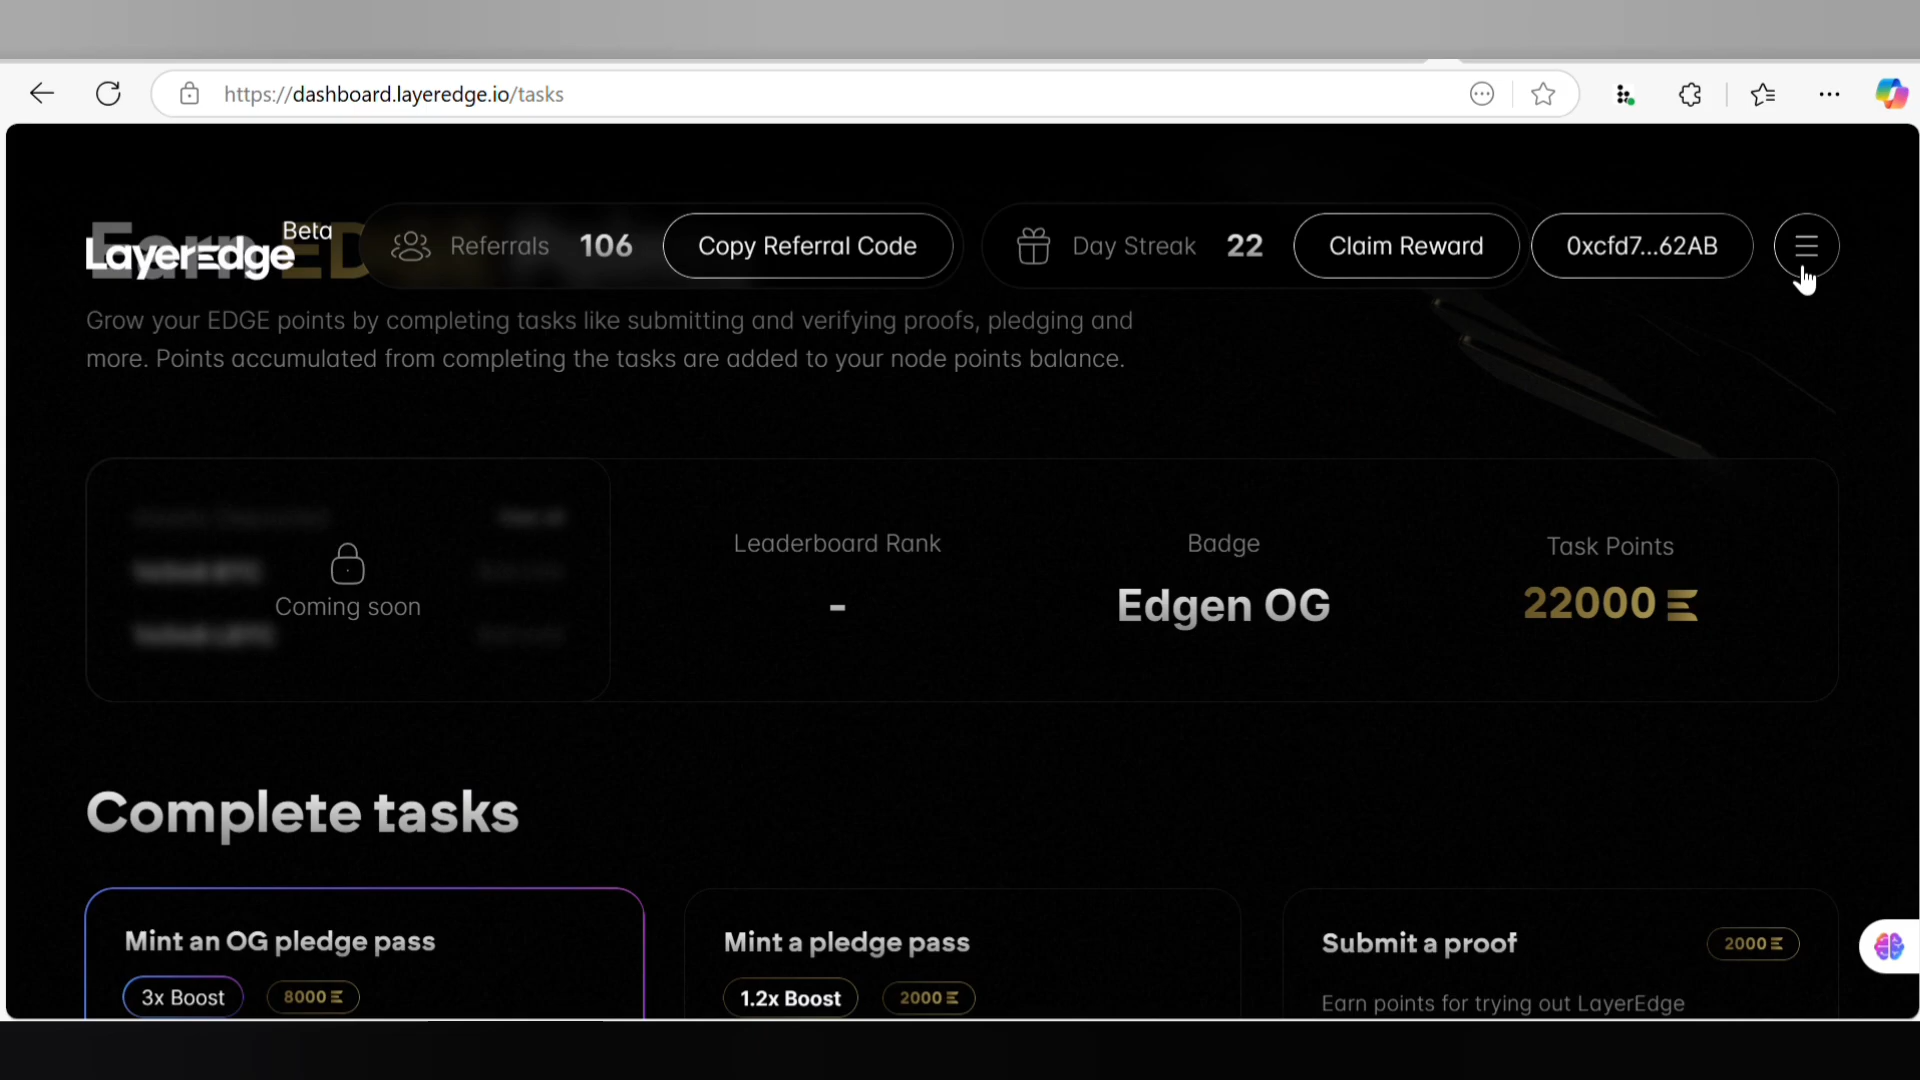 https://dashboard.layeredge.io/tasks
LayerEdge
Beta
Earn ED
Referrals 106 Copy Referral Code Day Streak 22 Claim Reward 0xcfd7...62AB
Grow your EDGE points by completing tasks like submitting and verifying proofs, pledging and
more. Points accumulated from completing the tasks are added to your node points balance.
Coming soon
Leaderboard Rank
-
Badge
Edgen OG
Task Points
22000
Complete tasks
Mint an OG pledge pass
3x Boost 8000
Mint a pledge pass
1.2x Boost 2000
Submit a proof 2000
Earn points for trying out LayerEdge